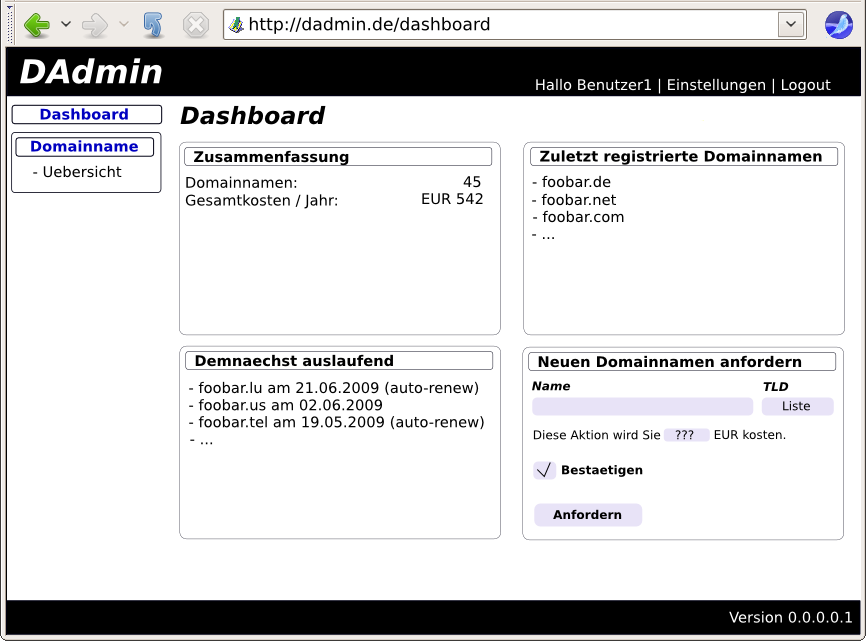 http://dadmin.de/dashboard
DAdmin
Hallo Benutzer1 | Einstellungen | Logout
Dashboard
Domainname
- Uebersicht
Dashboard
Zusammenfassung
Domainnamen: 45
Gesamtkosten / Jahr: EUR 542
Zuletzt registrierte Domainnamen
- foobar.de
- foobar.net
- foobar.com
- ...
Demnaechst auslaufend
- foobar.lu am 21.06.2009 (auto-renew)
- foobar.us am 02.06.2009
- foobar.tel am 19.05.2009 (auto-renew)
- ...
Neuen Domainnamen anfordern
Name TLD
Liste
Diese Aktion wird Sie ??? EUR kosten.
Bestaetigen
Anfordern
Version 0.0.0.0.1